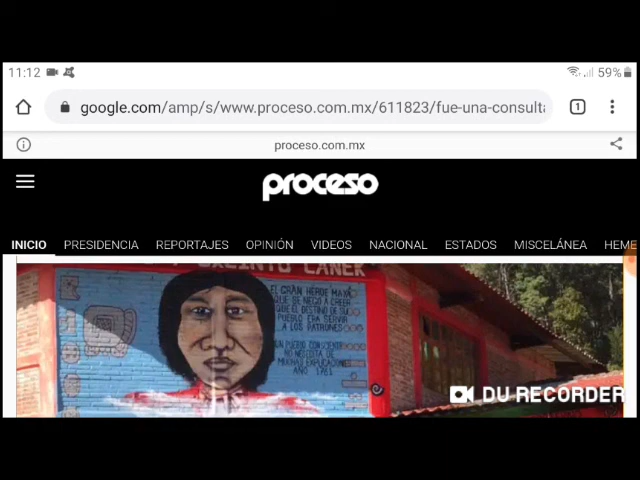 11:12
59%
google.com/amp/s/www.proceso.com.mx/611823/fue-una-consulta
1
proceso.com.mx
proceso
INICIO PRESIDENCIA REPORTAJES OPINIÓN VIDEOS NACIONAL ESTADOS MISCELÁNEA HEME
JACINTO CANEK
EL GRAN HEROE MAYA
QUE SE NEGO A CREER
QUE EL DESTINO DE SU
PUEBLO ERA SERVIR
A LOS PATRONES
UN PUEBLO CONSCIENTE
NO NECESITA DE
MUCHAS EXPLICACIONES
AÑO 1761
DU RECORDER